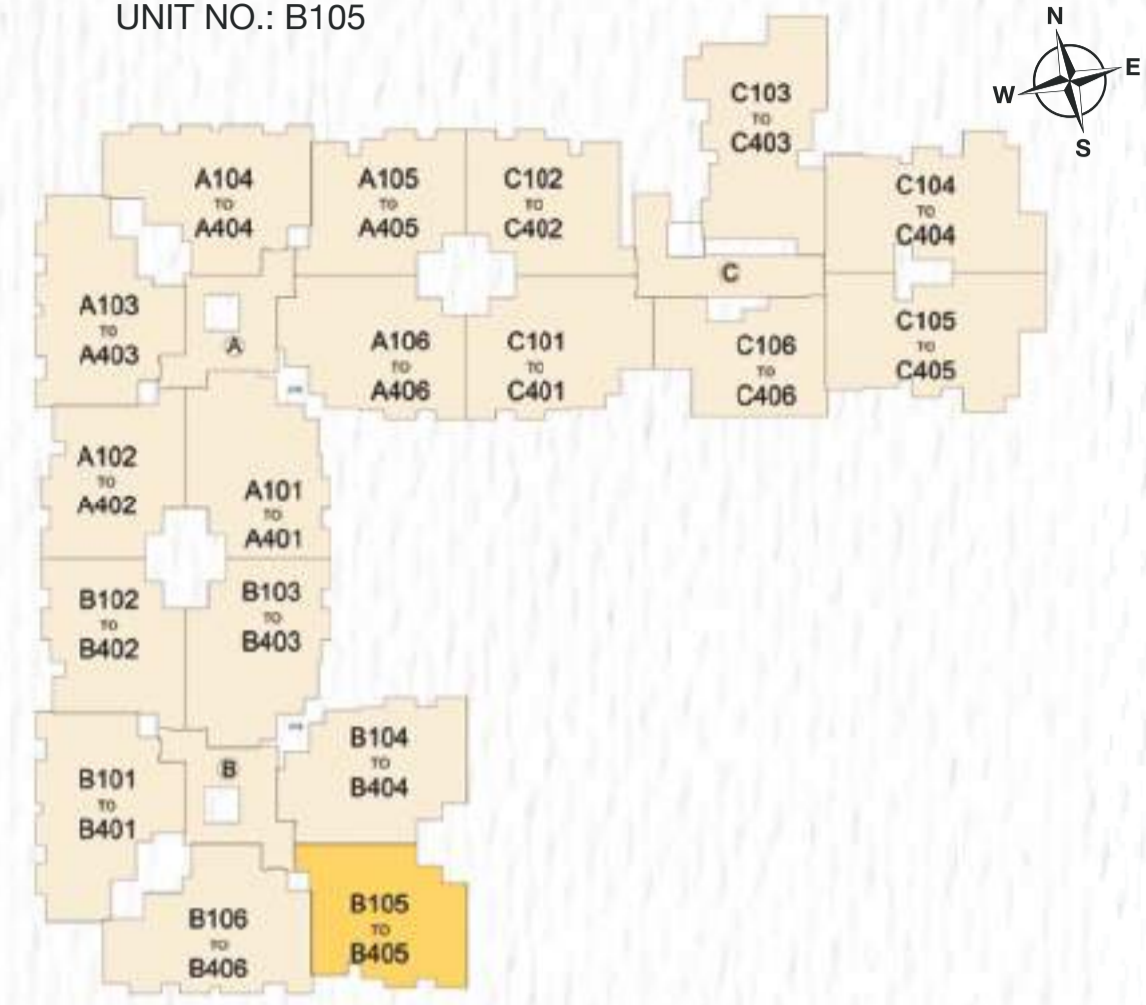 UNIT NO.: B105
N
E
W
S
C103
TO
C403
A104
TO
A404
A105
TO
A405
C102
TO
C402
C104
TO
C404
C
A103
TO
A403
A
A106
TO
A406
C101
TO
C401
C106
TO
C406
C105
TO
C405
A102
TO
A402
A101
TO
A401
B102
TO
B402
B103
TO
B403
B101
TO
B401
B
B104
TO
B404
B106
TO
B406
B105
TO
B405